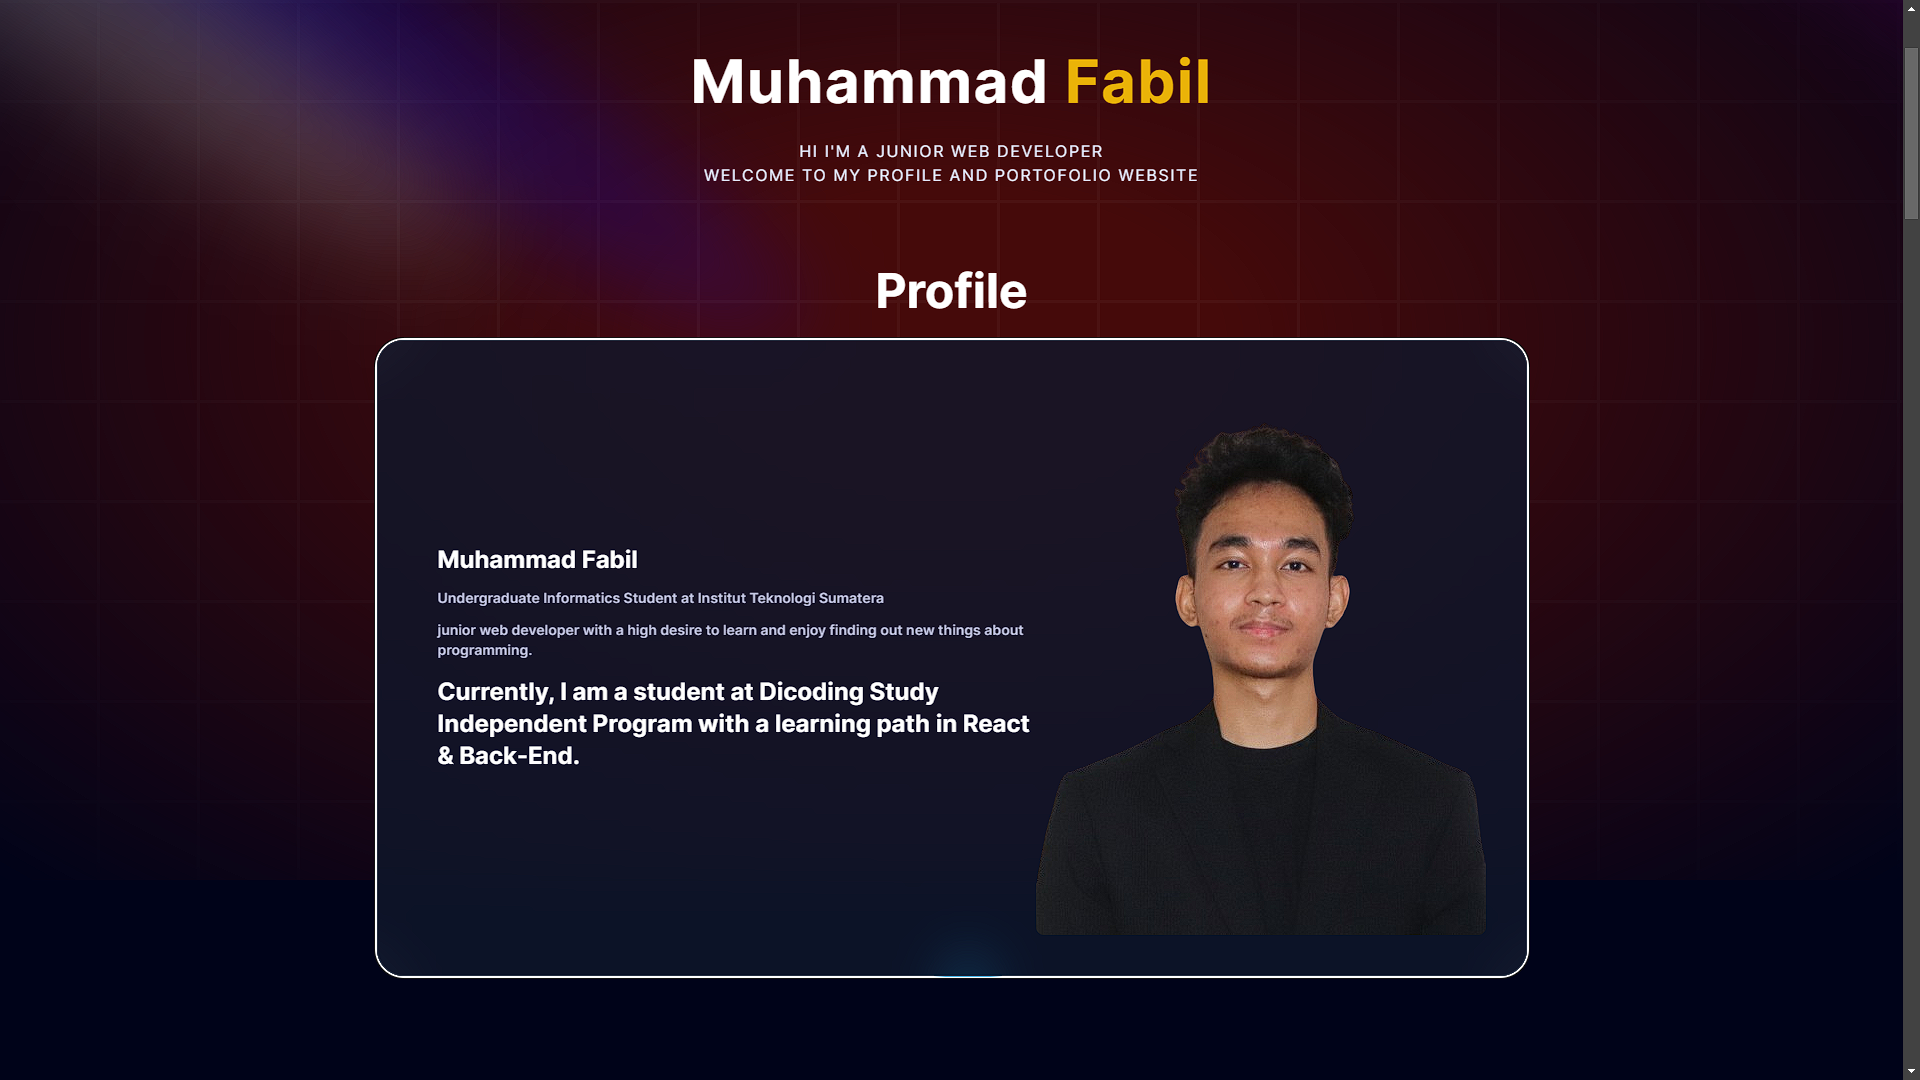 Muhammad Fabil
HI I'M A JUNIOR WEB DEVELOPER
WELCOME TO MY PROFILE AND PORTOFOLIO WEBSITE
Profile
Muhammad Fabil
Undergraduate Informatics Student at Institut Teknologi Sumatera
junior web developer with a high desire to learn and enjoy finding out new things about
programming.
Currently, I am a student at Dicoding Study
Independent Program with a learning path in React
& Back-End.